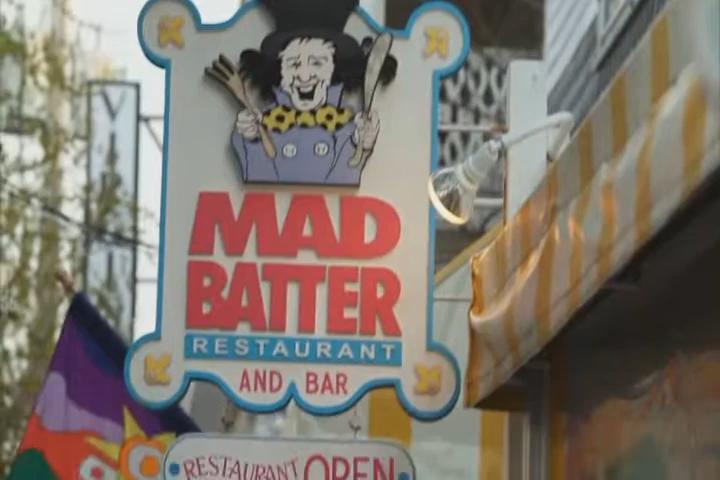 MAD
BATTER
RESTAURANT
AND BAR
RESTAURANT OPEN